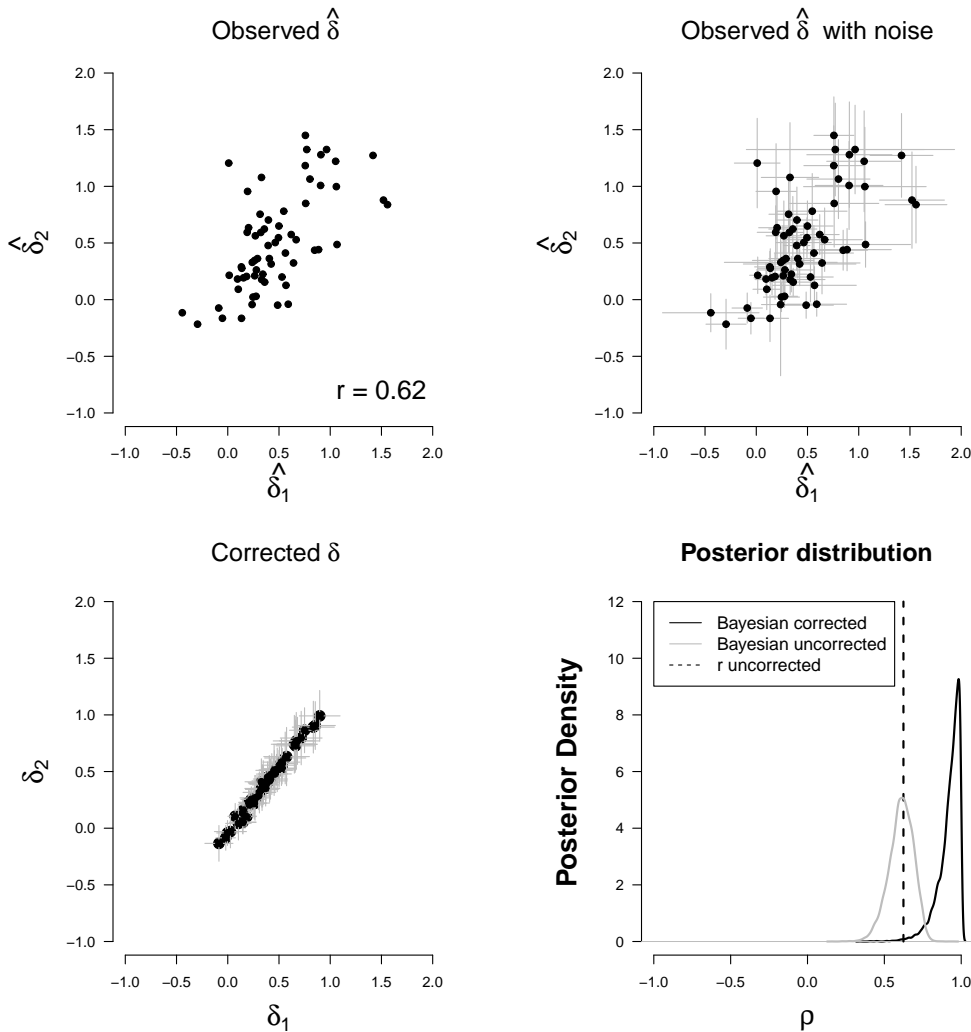 Observed δ̂
2.0
1.5
1.0
0.5
0.0
−0.5
−1.0
δ̂₂
r = 0.62
−1.0 −0.5 0.0 0.5 1.0 1.5 2.0
δ̂₁
Observed δ̂ with noise
2.0
1.5
1.0
0.5
0.0
−0.5
−1.0
δ̂₂
−1.0 −0.5 0.0 0.5 1.0 1.5 2.0
δ̂₁
Corrected δ
2.0
1.5
1.0
0.5
0.0
−0.5
−1.0
δ₂
−1.0 −0.5 0.0 0.5 1.0 1.5 2.0
δ₁
Posterior distribution
12
10
8
6
4
2
0
Posterior Density
Bayesian corrected
Bayesian uncorrected
r uncorrected
−1.0 −0.5 0.0 0.5 1.0
ρ